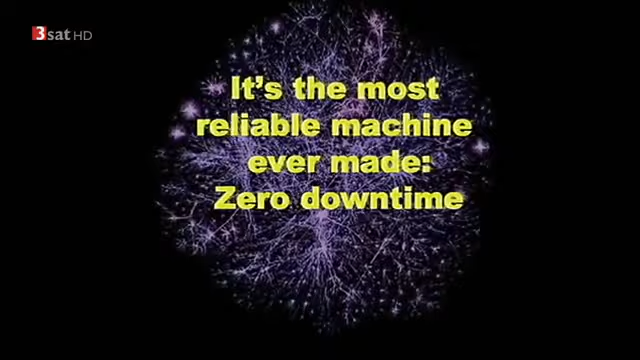 3sat HD
It's the most
reliable machine
ever made:
Zero downtime